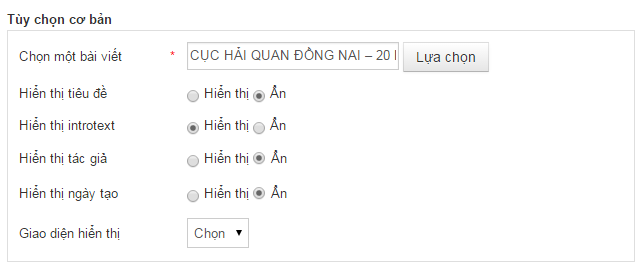 Tùy chọn cơ bản
Chọn một bài viết * CỤC HẢI QUAN ĐỒNG NAI – 20 Lựa chọn
Hiển thị tiêu đề Hiển thị Ẩn
Hiển thị introtext Hiển thị Ẩn
Hiển thị tác giả Hiển thị Ẩn
Hiển thị ngày tạo Hiển thị Ẩn
Giao diện hiển thị Chọn